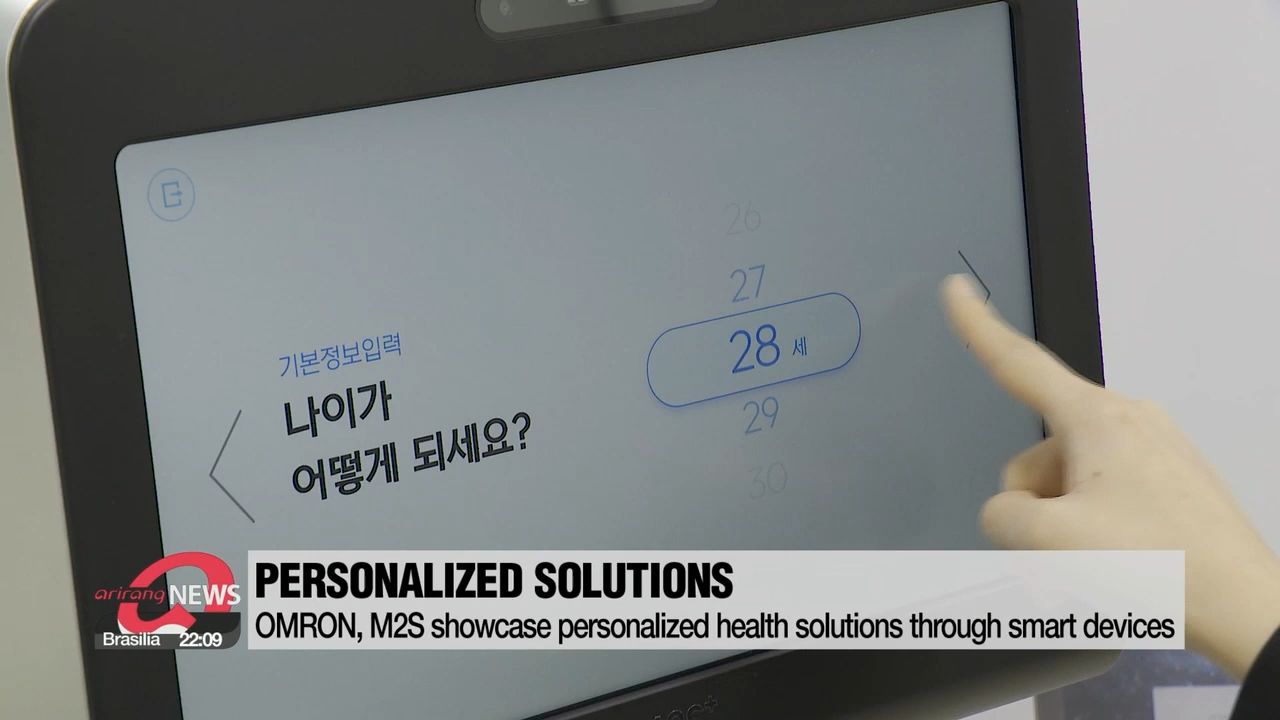 26
27
기본정보입력
28 세
나이가
29
어떻게 되세요?
30
PERSONALIZED SOLUTIONS
arirang NEWS
OMRON, M2S showcase personalized health solutions through smart devices
Brasilia 22:09